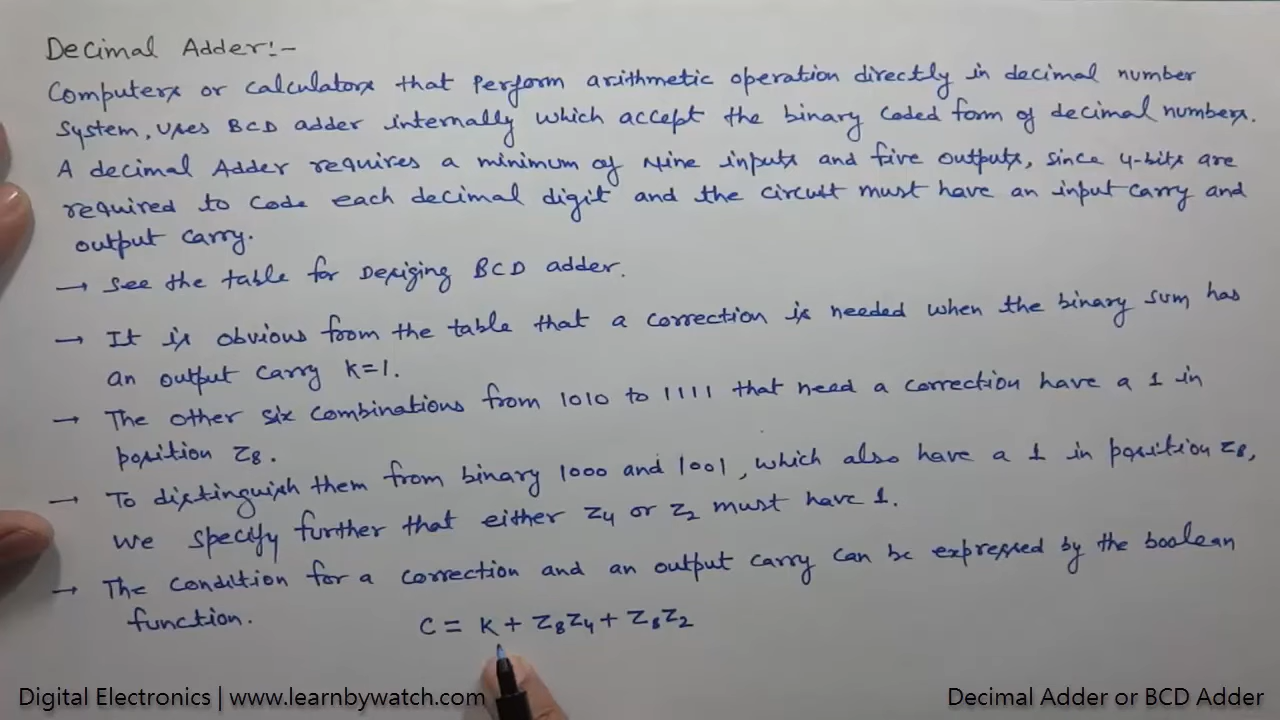 Decimal Adder:-
Computers or calculators that perform arithmetic operation directly in decimal number
System, uses BCD adder internally which accept the binary coded form of decimal numbers.
A decimal Adder requires a minimum of Nine inputs and five outputs, since 4-bits are
required to code each decimal digit and the circuit must have an input carry and
output carry.
→ See the table for Desiging BCD adder.
→ It is obvious from the table that a correction is needed when the binary sum has
an output carry K=1.
→ The other six combinations from 1010 to 1111 that need a correction have a 1 in
position Z8.
→ To distinguish them from binary 1000 and 1001, which also have a 1 in position Z8,
we specify further that either Z4 or Z2 must have 1.
→ The condition for a correction and an output carry can be expressed by the boolean
function.
C = K + Z8Z4 + Z8Z2
Digital Electronics | www.learnbywatch.com
Decimal Adder or BCD Adder